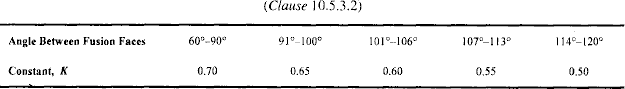 (Clause 10.5.3.2)
Angle Between Fusion Faces 60°–90° 91°–100° 101°–106° 107°–113° 114°–120°
Constant, K 0.70 0.65 0.60 0.55 0.50